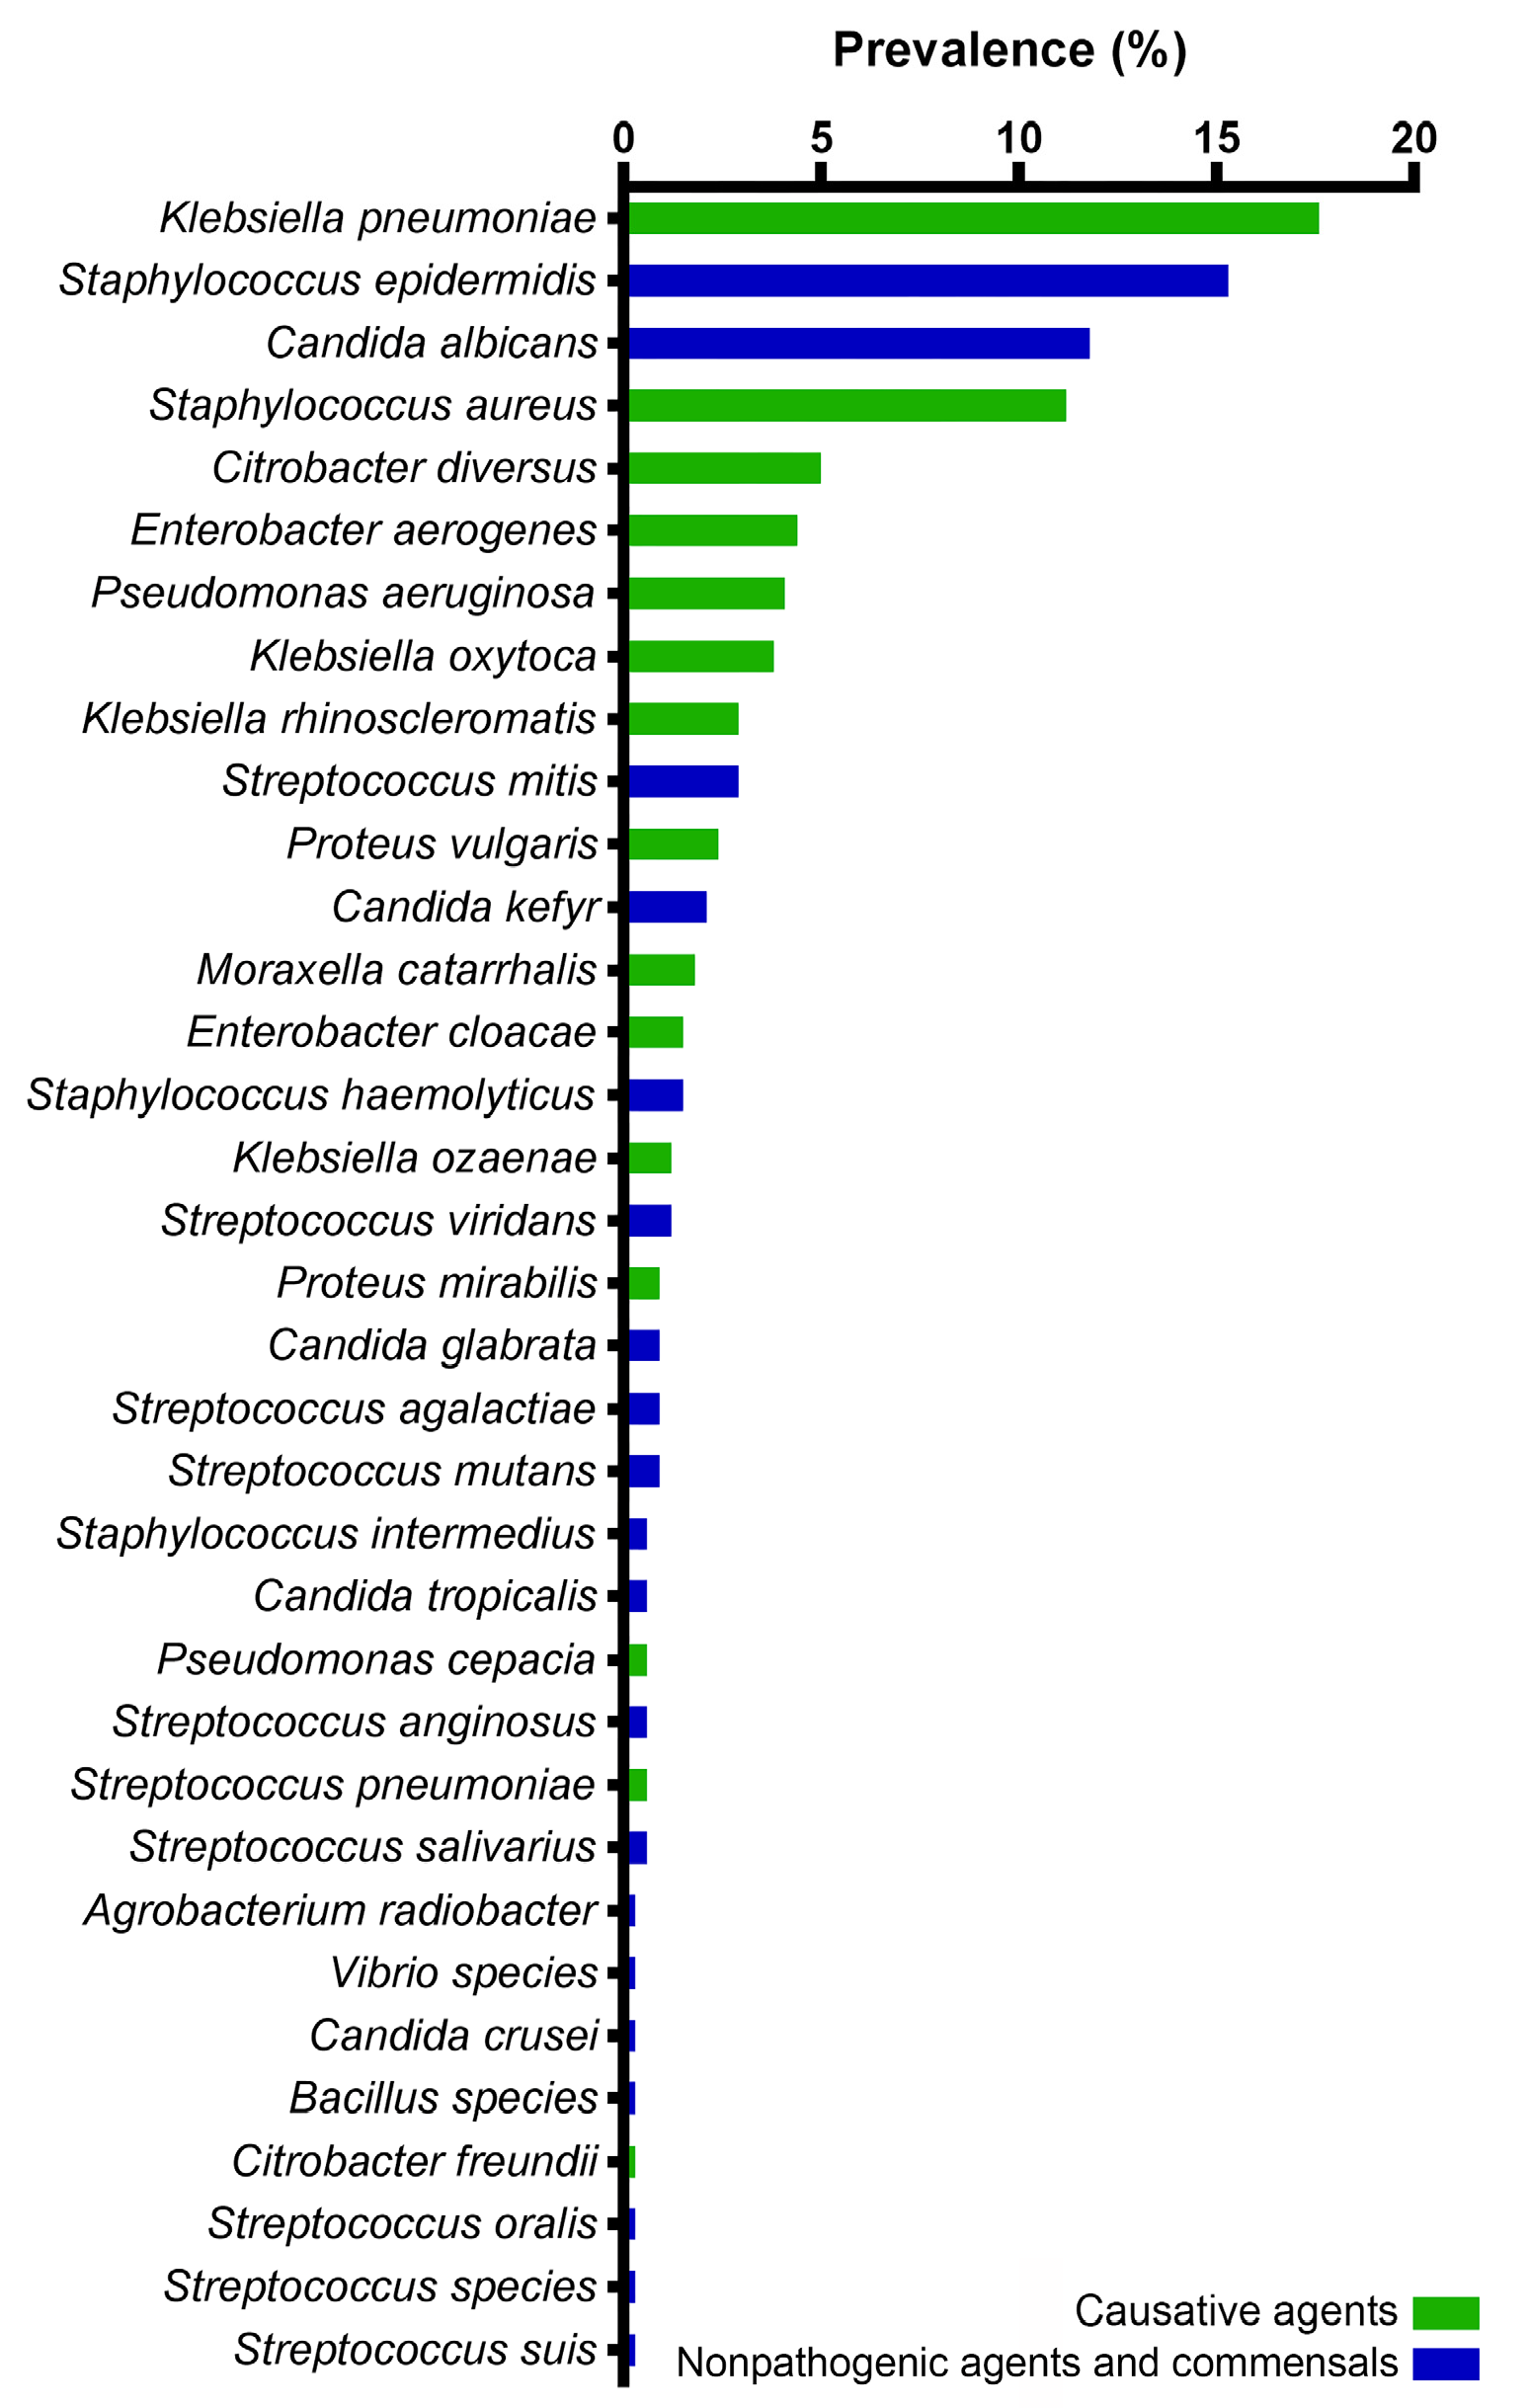 Prevalence (%)
0 5 10 15 20
Klebsiella pneumoniae
Staphylococcus epidermidis
Candida albicans
Staphylococcus aureus
Citrobacter diversus
Enterobacter aerogenes
Pseudomonas aeruginosa
Klebsiella oxytoca
Klebsiella rhinoscleromatis
Streptococcus mitis
Proteus vulgaris
Candida kefyr
Moraxella catarrhalis
Enterobacter cloacae
Staphylococcus haemolyticus
Klebsiella ozaenae
Streptococcus viridans
Proteus mirabilis
Candida glabrata
Streptococcus agalactiae
Streptococcus mutans
Staphylococcus intermedius
Candida tropicalis
Pseudomonas cepacia
Streptococcus anginosus
Streptococcus pneumoniae
Streptococcus salivarius
Agrobacterium radiobacter
Vibrio species
Candida crusei
Bacillus species
Citrobacter freundii
Streptococcus oralis
Streptococcus species
Streptococcus suis
Causative agents
Nonpathogenic agents and commensals